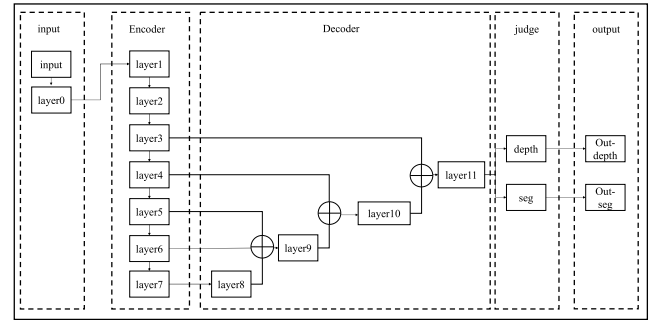 input
Encoder
Decoder
judge
output
input
layer0
layer1
layer2
layer3
layer4
layer5
layer6
layer7
layer8
layer9
layer10
layer11
depth
seg
Out-
depth
Out-
seg